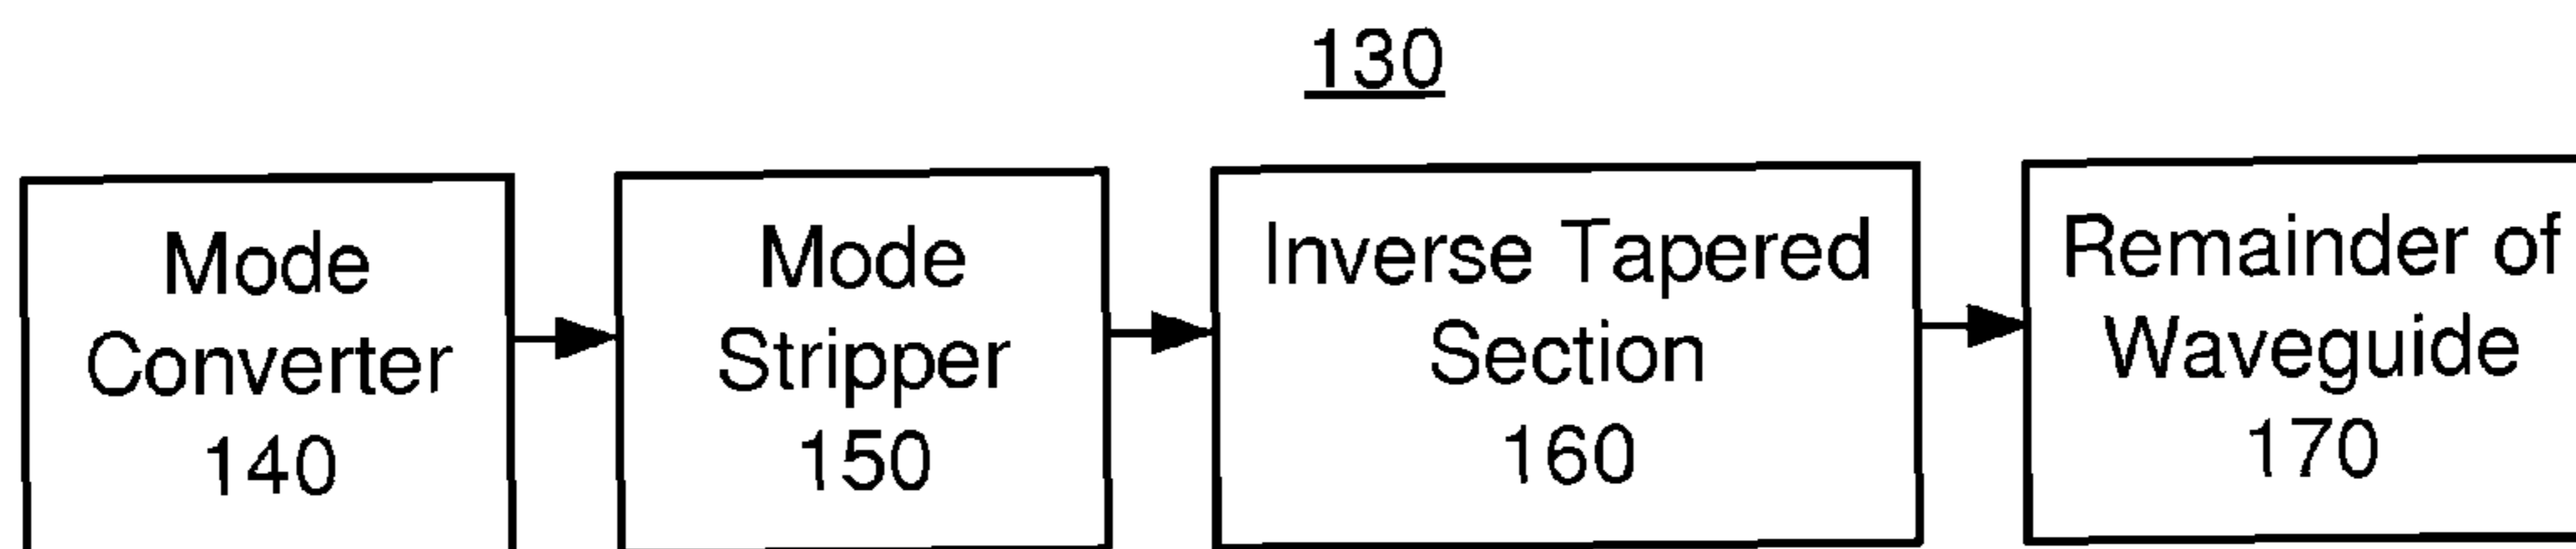 130
Mode
Converter
140
Mode
Stripper
150
Inverse Tapered
Section
160
Remainder of
Waveguide
170